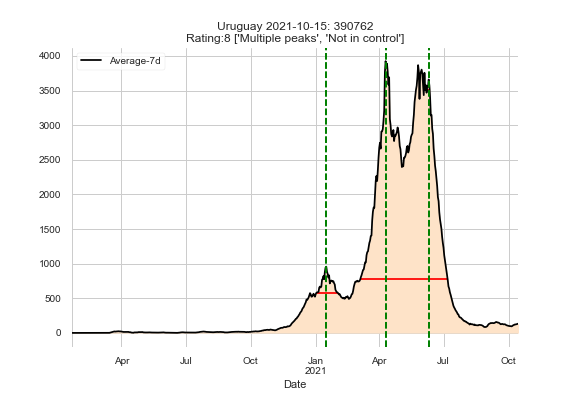 Uruguay 2021-10-15: 390762
Rating:8 ['Multiple peaks', 'Not in control']
Average-7d
4000
3500
3000
2500
2000
1500
1000
500
0
Apr
Jul
Oct
Jan
2021
Apr
Jul
Oct
Date